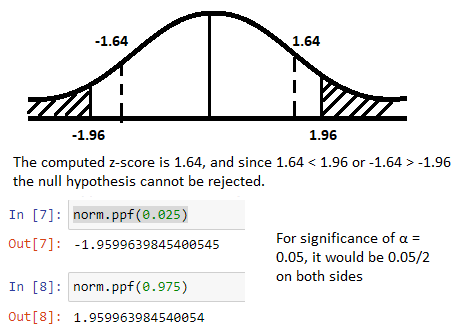 -1.64
1.64
-1.96
1.96
The computed z-score is 1.64, and since 1.64 < 1.96 or -1.64 > -1.96
the null hypothesis cannot be rejected.
In [7]: norm.ppf(0.025)
Out[7]: -1.9599639845400545
For significance of α =
0.05, it would be 0.05/2
on both sides
In [8]: norm.ppf(0.975)
Out[8]: 1.959963984540054